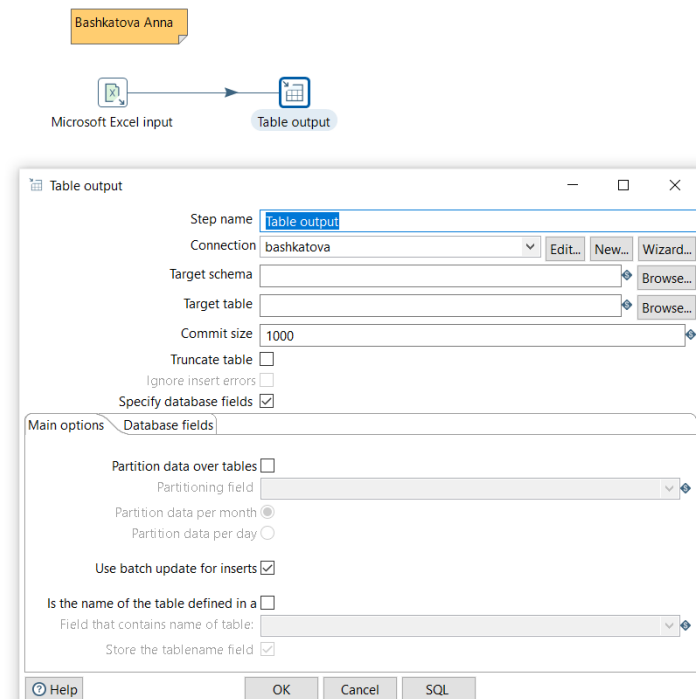 Bashkatova Anna
Microsoft Excel input
Table output
Table output
Step name Table output
Connection bashkatova Edit... New... Wizard...
Target schema Browse...
Target table Browse...
Commit size 1000
Truncate table
Ignore insert errors
Specify database fields
Main options Database fields
Partition data over tables
Partitioning field
Partition data per month
Partition data per day
Use batch update for inserts
Is the name of the table defined in a
Field that contains name of table:
Store the tablename field
Help OK Cancel SQL